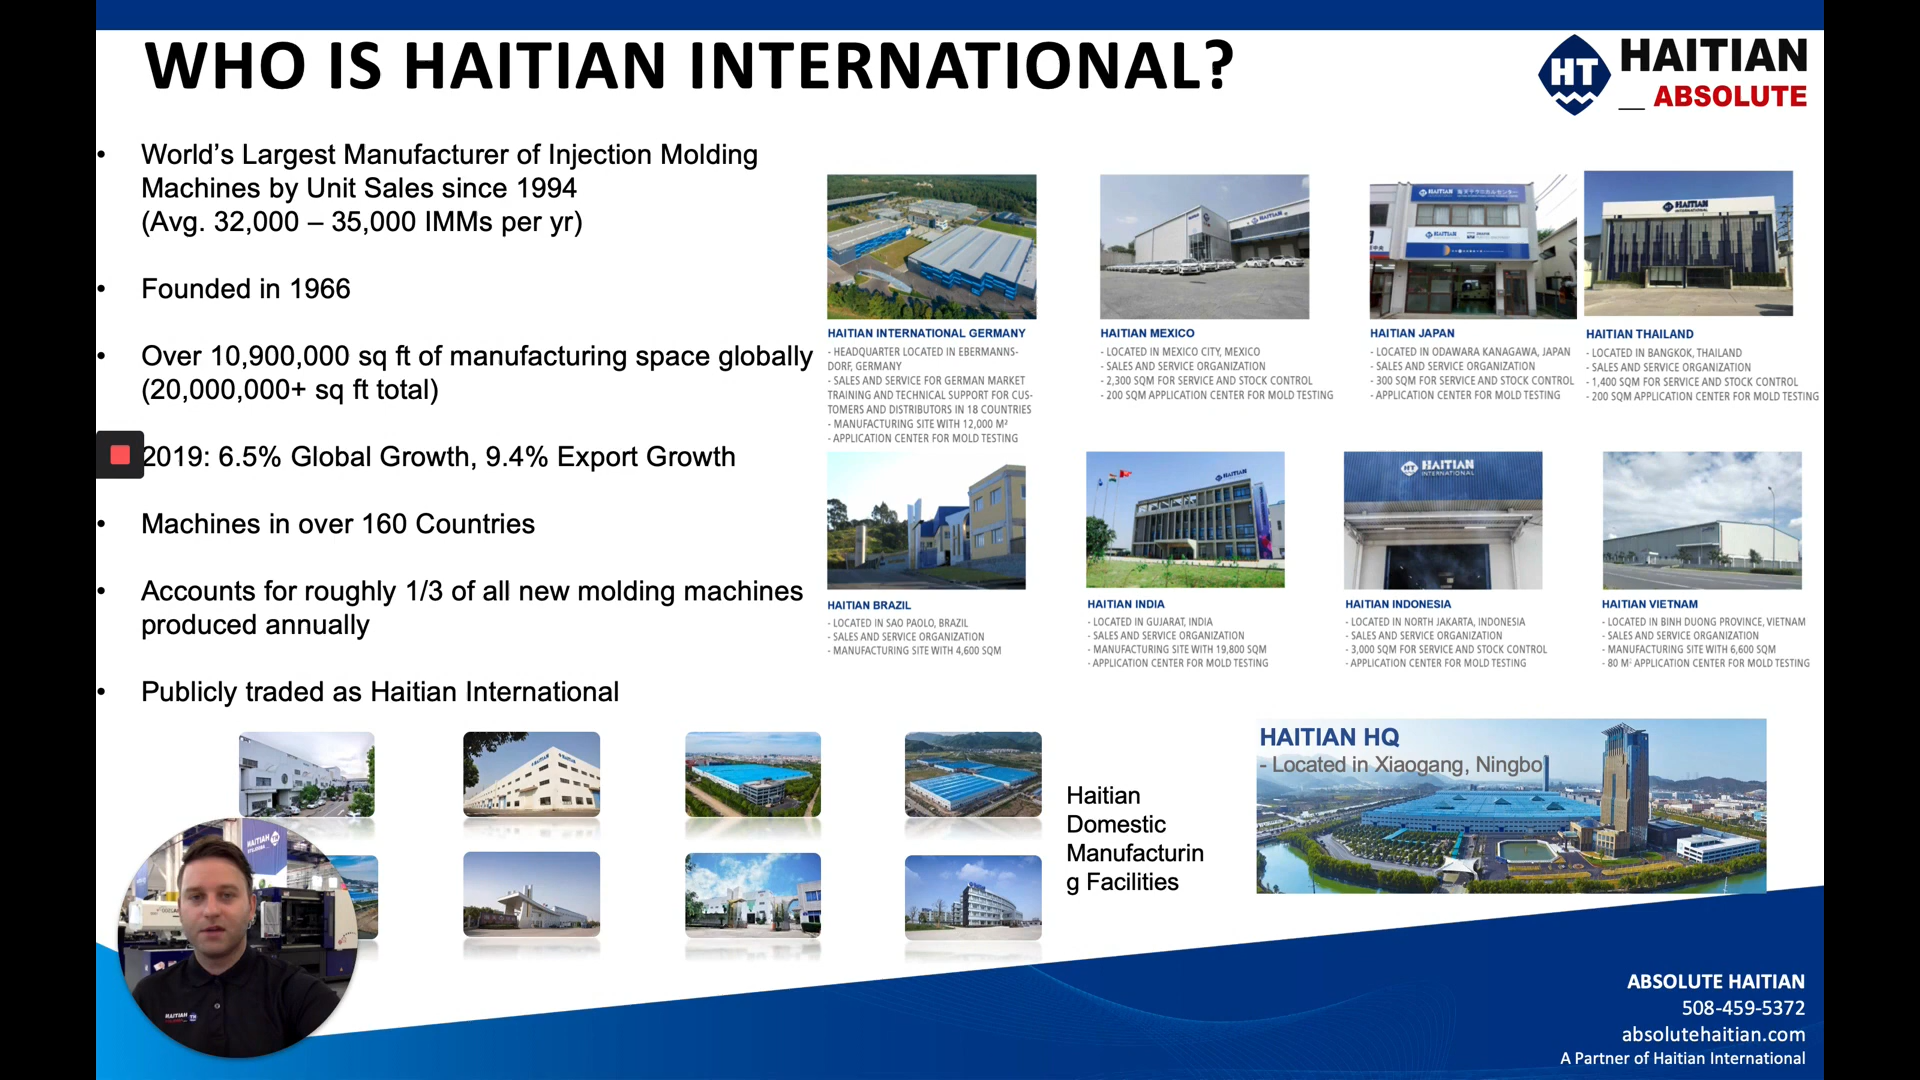 WHO IS HAITIAN INTERNATIONAL?
HT
HAITIAN
__ ABSOLUTE
• World’s Largest Manufacturer of Injection Molding
Machines by Unit Sales since 1994
(Avg. 32,000 – 35,000 IMMs per yr)
• Founded in 1966
• Over 10,900,000 sq ft of manufacturing space globally
(20,000,000+ sq ft total)
2019: 6.5% Global Growth, 9.4% Export Growth
• Machines in over 160 Countries
• Accounts for roughly 1/3 of all new molding machines
produced annually
• Publicly traded as Haitian International
HAITIAN INTERNATIONAL GERMANY
- HEADQUARTER LOCATED IN EBERMANNS-
DORF, GERMANY
- SALES AND SERVICE FOR GERMAN MARKET
TRAINING AND TECHNICAL SUPPORT FOR CUS-
TOMERS AND DISTRIBUTORS IN 18 COUNTRIES
- MANUFACTURING SITE WITH 12,000 M²
- APPLICATION CENTER FOR MOLD TESTING
HAITIAN MEXICO
- LOCATED IN MEXICO CITY, MEXICO
- SALES AND SERVICE ORGANIZATION
- 2,300 SQM FOR SERVICE AND STOCK CONTROL
- 200 SQM APPLICATION CENTER FOR MOLD TESTING
HAITIAN
HAITIAN
HAITIAN JAPAN
- LOCATED IN ODAWARA KANAGAWA, JAPAN
- SALES AND SERVICE ORGANIZATION
- 300 SQM FOR SERVICE AND STOCK CONTROL
- APPLICATION CENTER FOR MOLD TESTING
HAITIAN
INTERNATIONAL
HAITIAN THAILAND
- LOCATED IN BANGKOK, THAILAND
- SALES AND SERVICE ORGANIZATION
- 1,400 SQM FOR SERVICE AND STOCK CONTROL
- 200 SQM APPLICATION CENTER FOR MOLD TESTING
HAITIAN BRAZIL
- LOCATED IN SAO PAOLO, BRAZIL
- SALES AND SERVICE ORGANIZATION
- MANUFACTURING SITE WITH 4,600 SQM
HAITIAN
HAITIAN INDIA
- LOCATED IN GUJARAT, INDIA
- SALES AND SERVICE ORGANIZATION
- MANUFACTURING SITE WITH 19,800 SQM
- APPLICATION CENTER FOR MOLD TESTING
HT HAITIAN
INTERNATIONAL
HAITIAN INDONESIA
- LOCATED IN NORTH JAKARTA, INDONESIA
- SALES AND SERVICE ORGANIZATION
- 3,000 SQM FOR SERVICE AND STOCK CONTROL
- APPLICATION CENTER FOR MOLD TESTING
HAITIAN VIETNAM
- LOCATED IN BINH DUONG PROVINCE, VIETNAM
- SALES AND SERVICE ORGANIZATION
- MANUFACTURING SITE WITH 6,600 SQM
- 80 M² APPLICATION CENTER FOR MOLD TESTING
Haitian
Domestic
Manufacturin
g Facilities
HAITIAN HQ
- Located in Xiaogang, Ningbo
HAITIAN
HAITIAN
ABSOLUTE HAITIAN
508-459-5372
absolutehaitian.com
A Partner of Haitian International